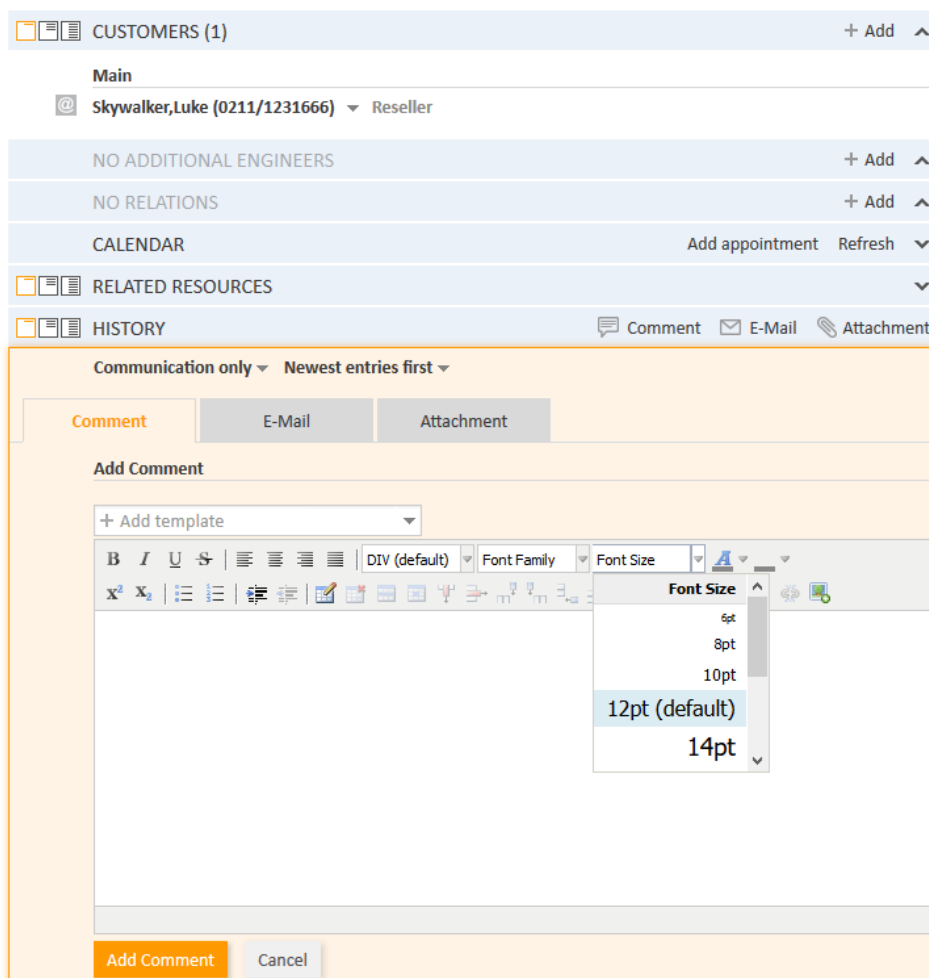 CUSTOMERS (1) + Add
Main
@ Skywalker,Luke (0211/1231666) Reseller
NO ADDITIONAL ENGINEERS + Add
NO RELATIONS + Add
CALENDAR Add appointment Refresh
RELATED RESOURCES
HISTORY Comment E-Mail Attachment
Communication only Newest entries first
Comment E-Mail Attachment
Add Comment
+ Add template
B I U S DIV (default) Font Family Font Size A
x² X₂ Font Size
6pt
8pt
10pt
12pt (default)
14pt
Add Comment Cancel